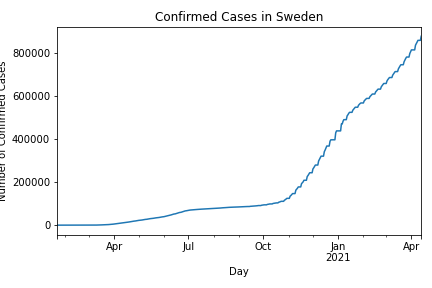 Confirmed Cases in Sweden
Number of Confirmed Cases
800000
600000
400000
200000
0
Apr Jul Oct Jan Apr
2021
Day